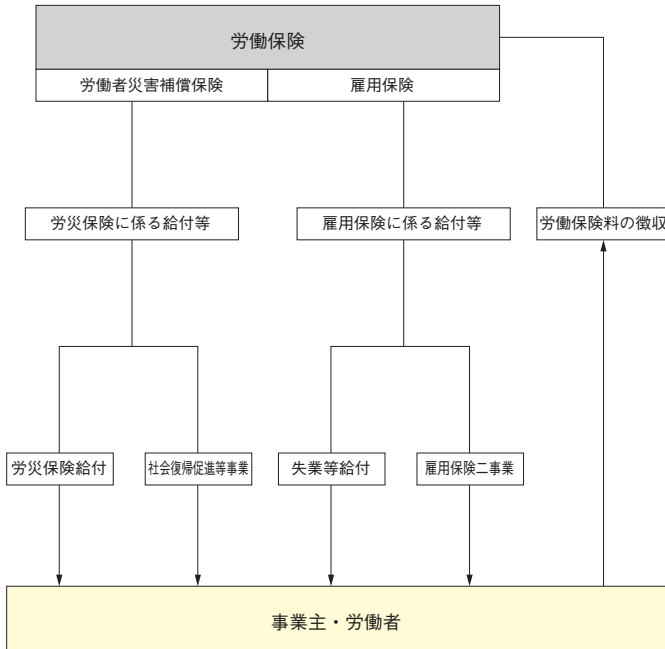 労働保険
労働者災害補償保険
雇用保険
労災保険に係る給付等
雇用保険に係る給付等
労働保険料の徴収
労災保険給付
社会復帰促進等事業
失業等給付
雇用保険二事業
事業主・労働者